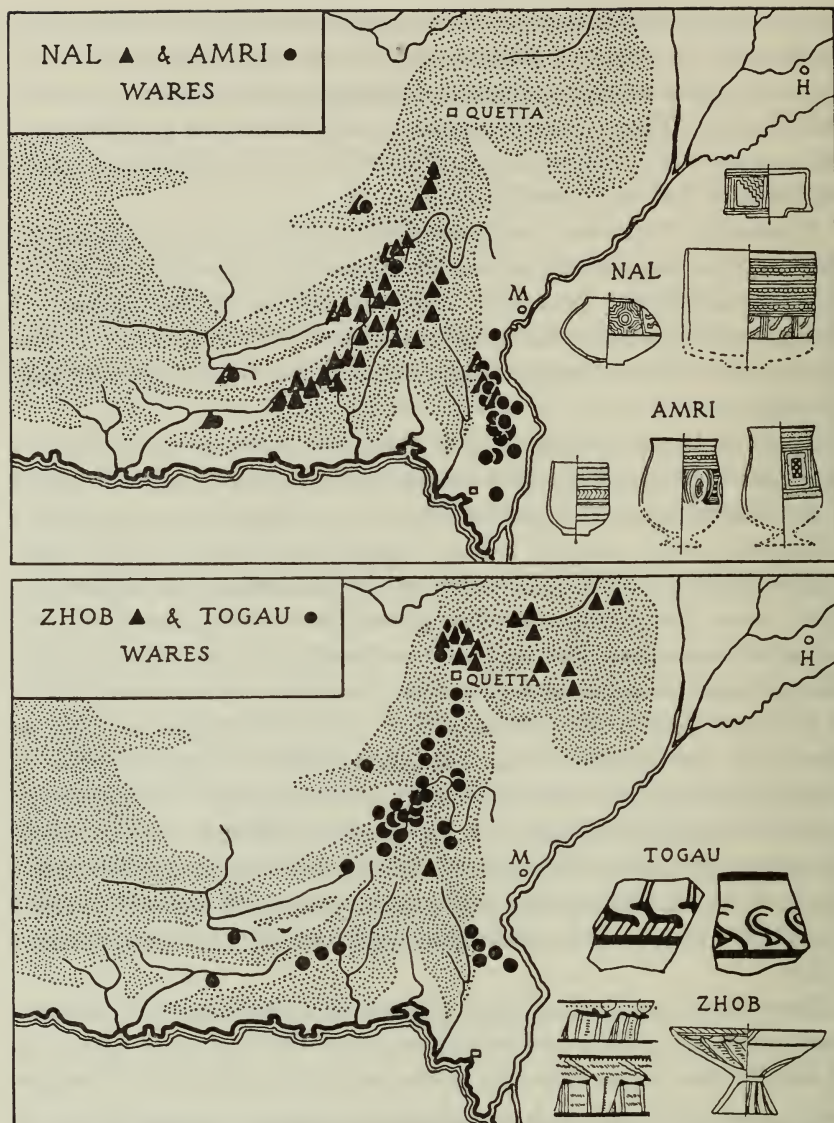 NAL ▲ & AMRI ●
WARES
QUETTA
H
NAL
M
AMRI
ZHOB ▲ & TOGAU ●
WARES
QUETTA
H
M
TOGAU
ZHOB